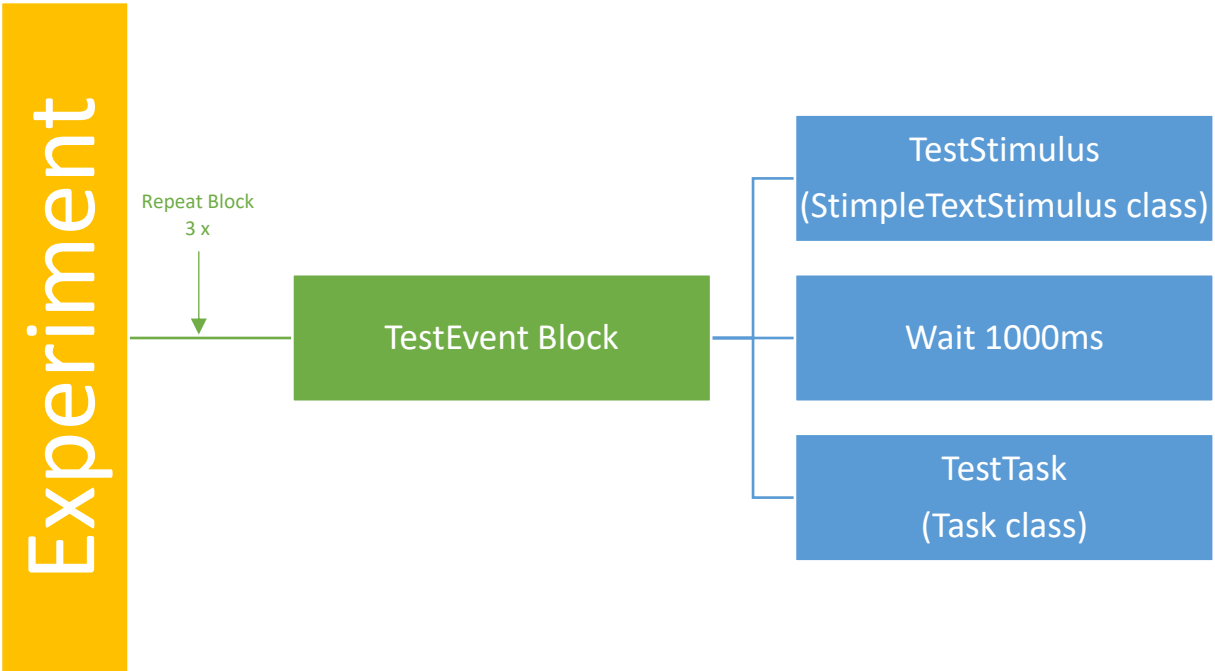 Experiment
Repeat Block
3 x
TestEvent Block
TestStimulus
(StimpleTextStimulus class)
Wait 1000ms
TestTask
(Task class)